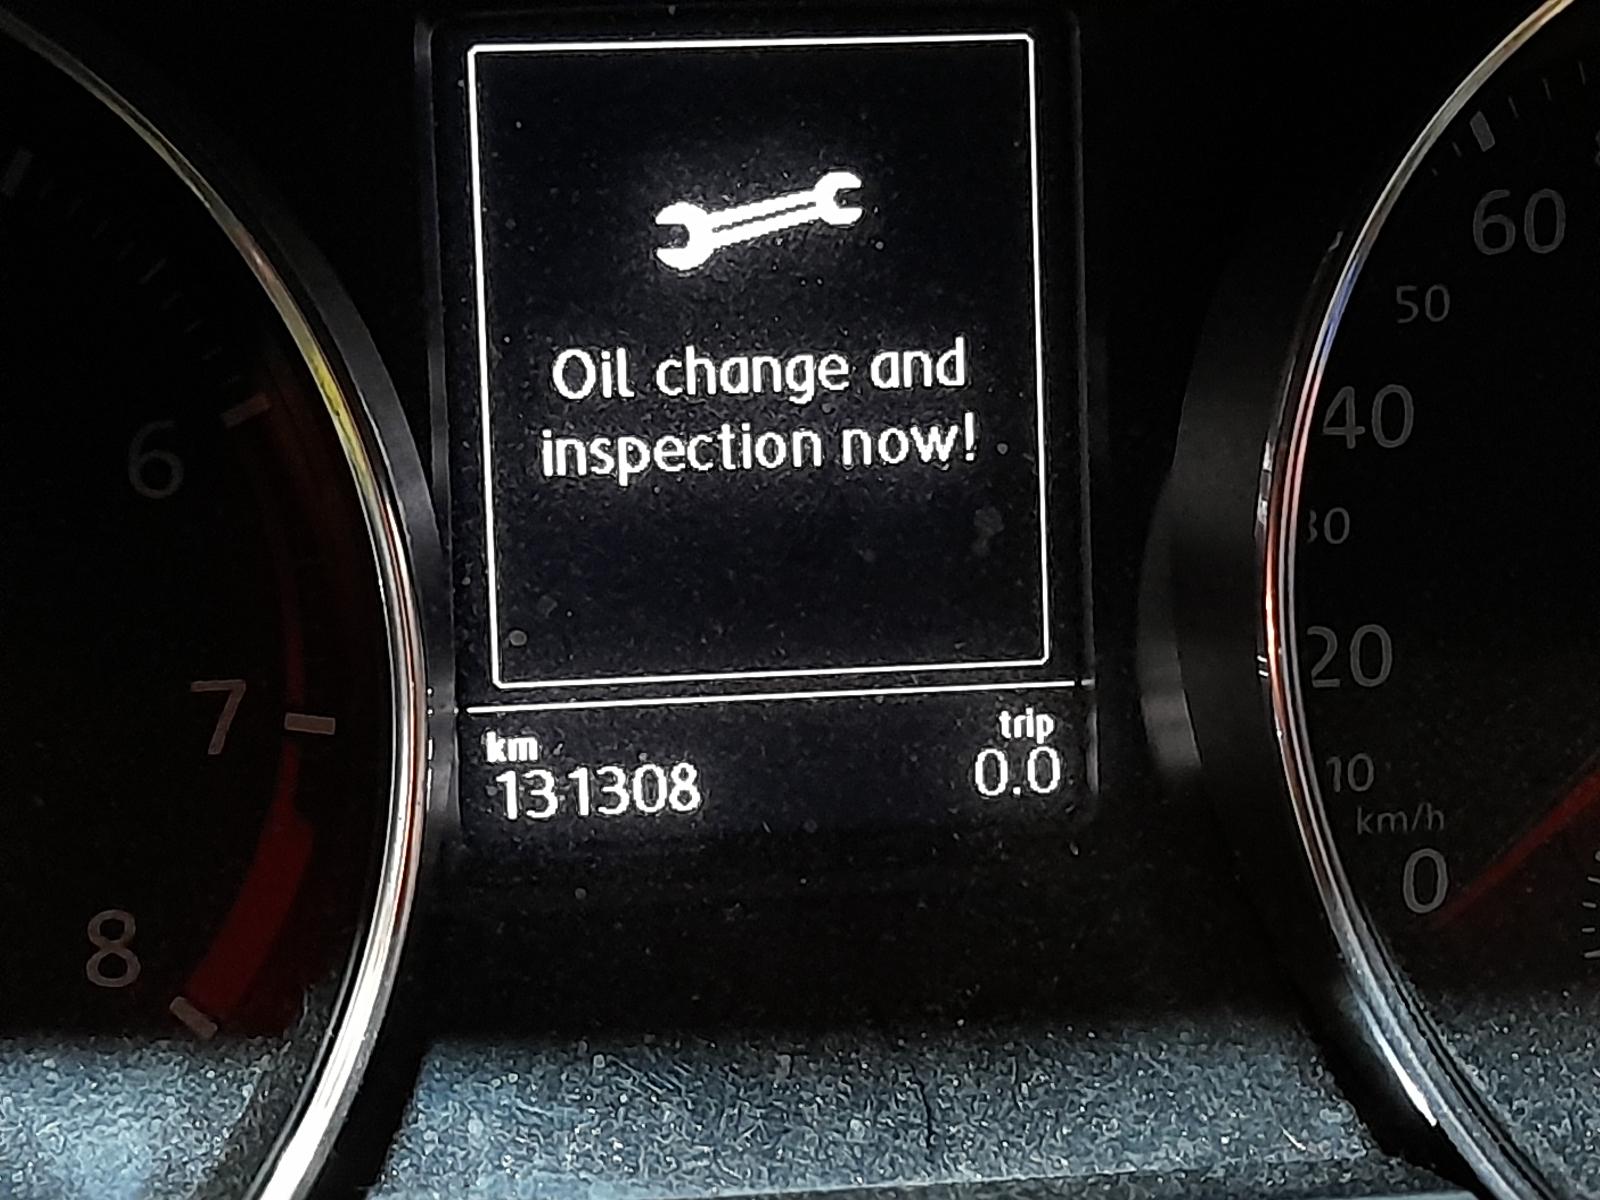 Oil change and
inspection now!
km
131308
trip
0.0
6
7
8
60
50
40
30
20
10
km/h
0